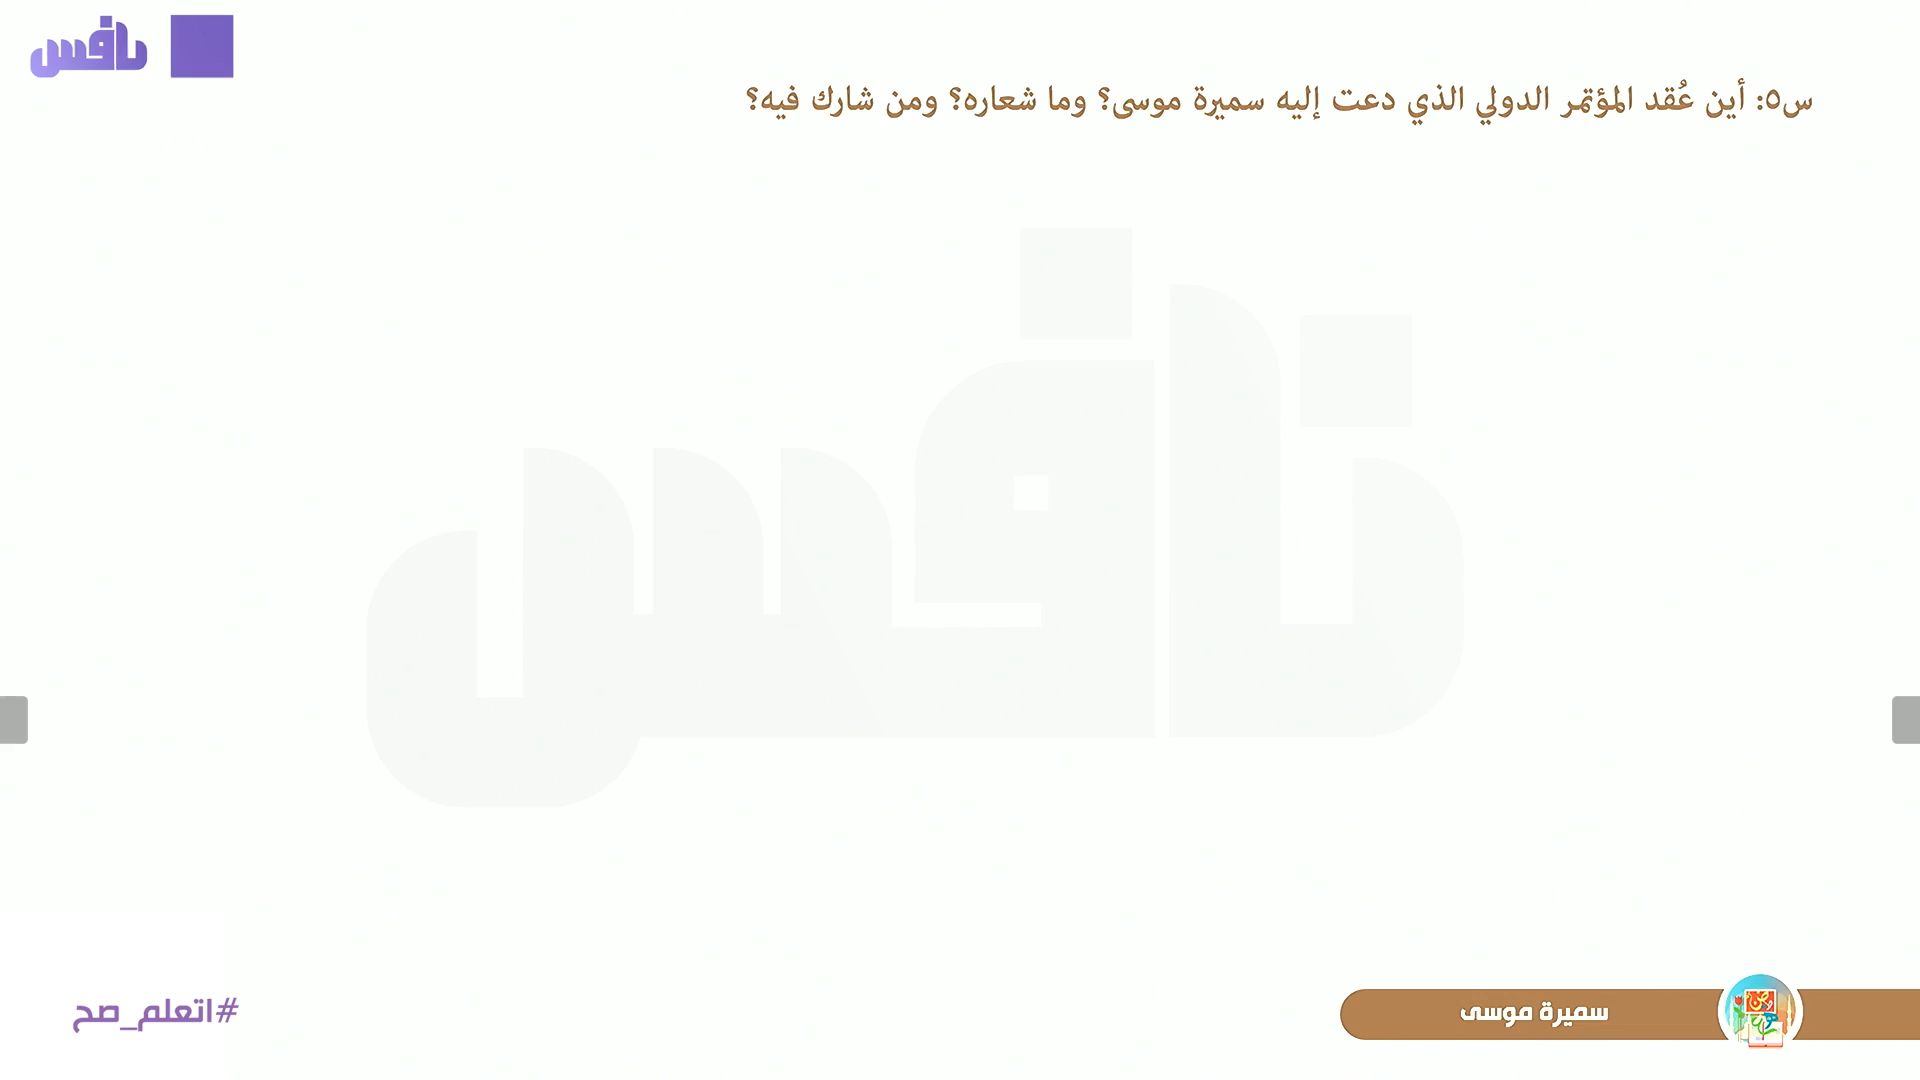 نافس
س٥: أين عُقد المؤتمر الدولي الذي دعت إليه سميرة موسى؟ وما شعاره؟ ومن شارك فيه؟
نافس
#اتعلم_صح
سميرة موسى